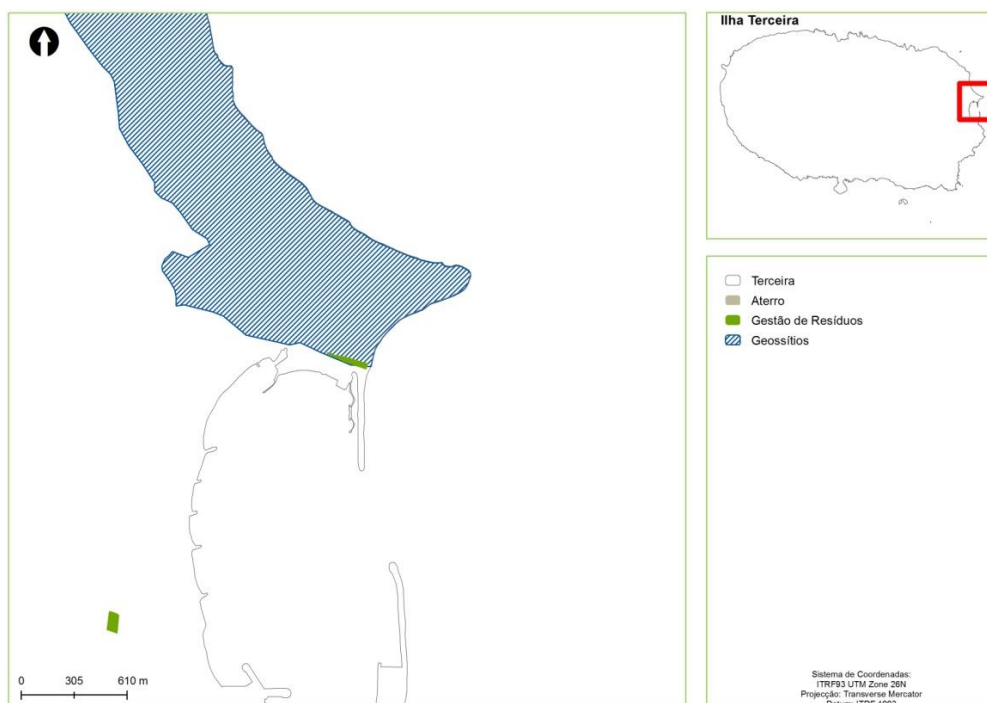 Ilha Terceira
Terceira
Aterro
Gestão de Resíduos
Geossítios
0 305 610 m
Sistema de Coordenadas:
ITRF93 UTM Zone 26N
Projecção: Transverse Mercator